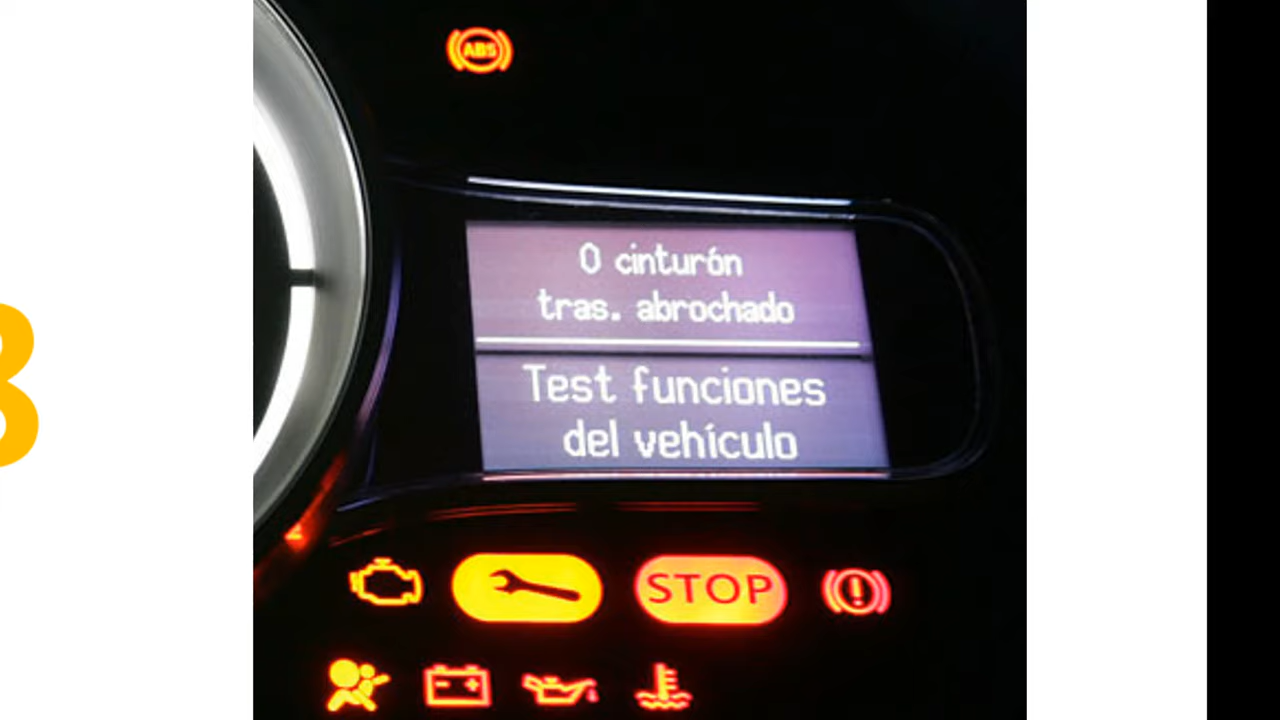 ABS
0 cinturón
tras. abrochado
Test funciones
del vehículo
STOP